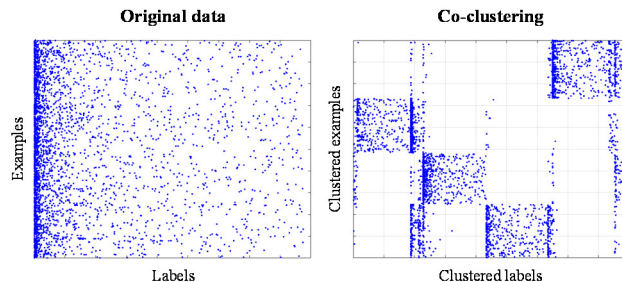 Original data
Co-clustering
Examples
Clustered examples
Labels
Clustered labels